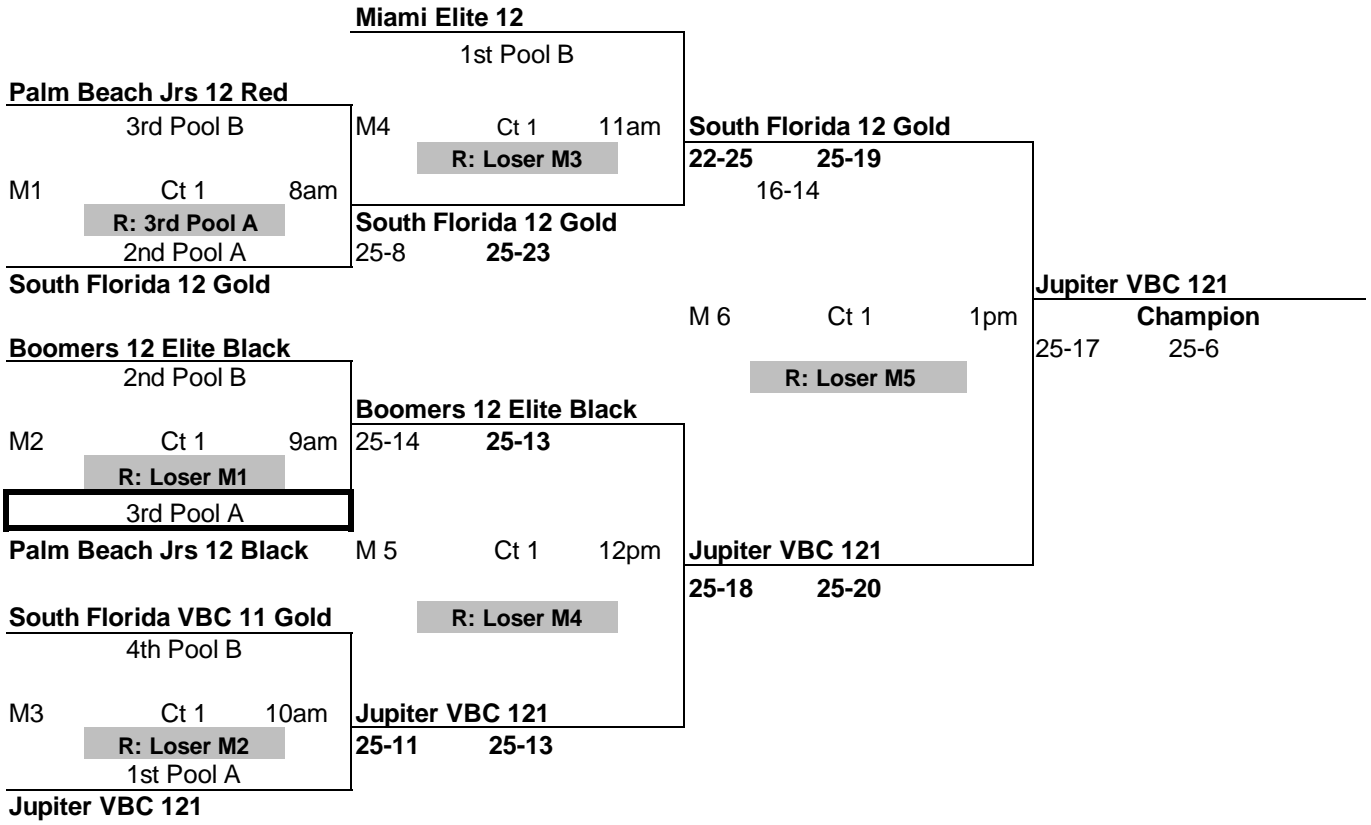 Miami Elite 12
1st Pool B
Palm Beach Jrs 12 Red
3rd Pool B
M4 Ct 1 11am
South Florida 12 Gold
R: Loser M3
22-25 25-19
M1 Ct 1 8am
16-14
R: 3rd Pool A
South Florida 12 Gold
2nd Pool A
25-8 25-23
South Florida 12 Gold
Jupiter VBC 121
M 6 Ct 1 1pm
Champion
Boomers 12 Elite Black
25-17 25-6
2nd Pool B
R: Loser M5
Boomers 12 Elite Black
M2 Ct 1 9am
25-14 25-13
R: Loser M1
3rd Pool A
Palm Beach Jrs 12 Black
M 5 Ct 1 12pm
Jupiter VBC 121
25-18 25-20
South Florida VBC 11 Gold
R: Loser M4
4th Pool B
M3 Ct 1 10am
Jupiter VBC 121
R: Loser M2
25-11 25-13
1st Pool A
Jupiter VBC 121